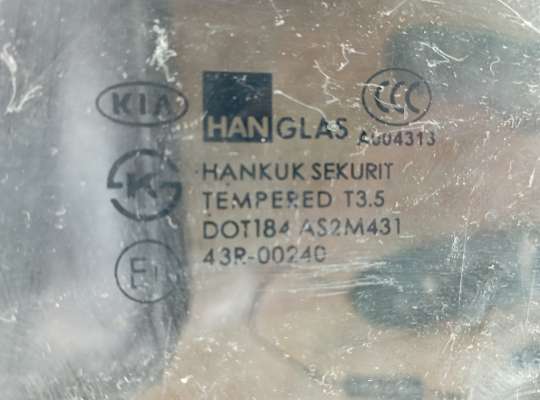 KIA HANGLAS CCC
A004313
HANKUK SEKURIT
TEMPERED T3.5
DOT184 AS2M431
43R-00240